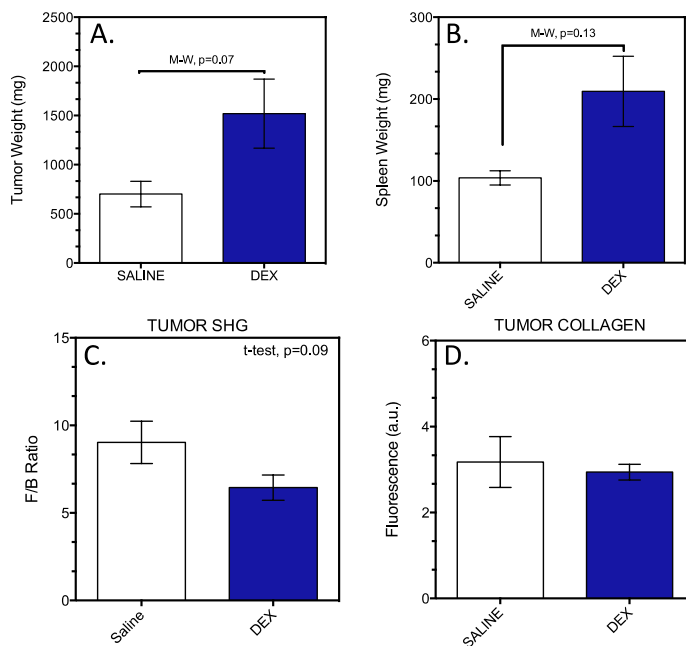 A.
M-W, p=0.07
Tumor Weight (mg)
2500
2000
1500
1000
500
0
SALINE
DEX
B.
M-W, p=0.13
Spleen Weight (mg)
300
200
100
0
SALINE
DEX
TUMOR SHG
C.
t-test, p=0.09
F/B Ratio
15
10
5
0
Saline
DEX
TUMOR COLLAGEN
D.
Fluorescence (a.u.)
6
4
2
0
SALINE
DEX